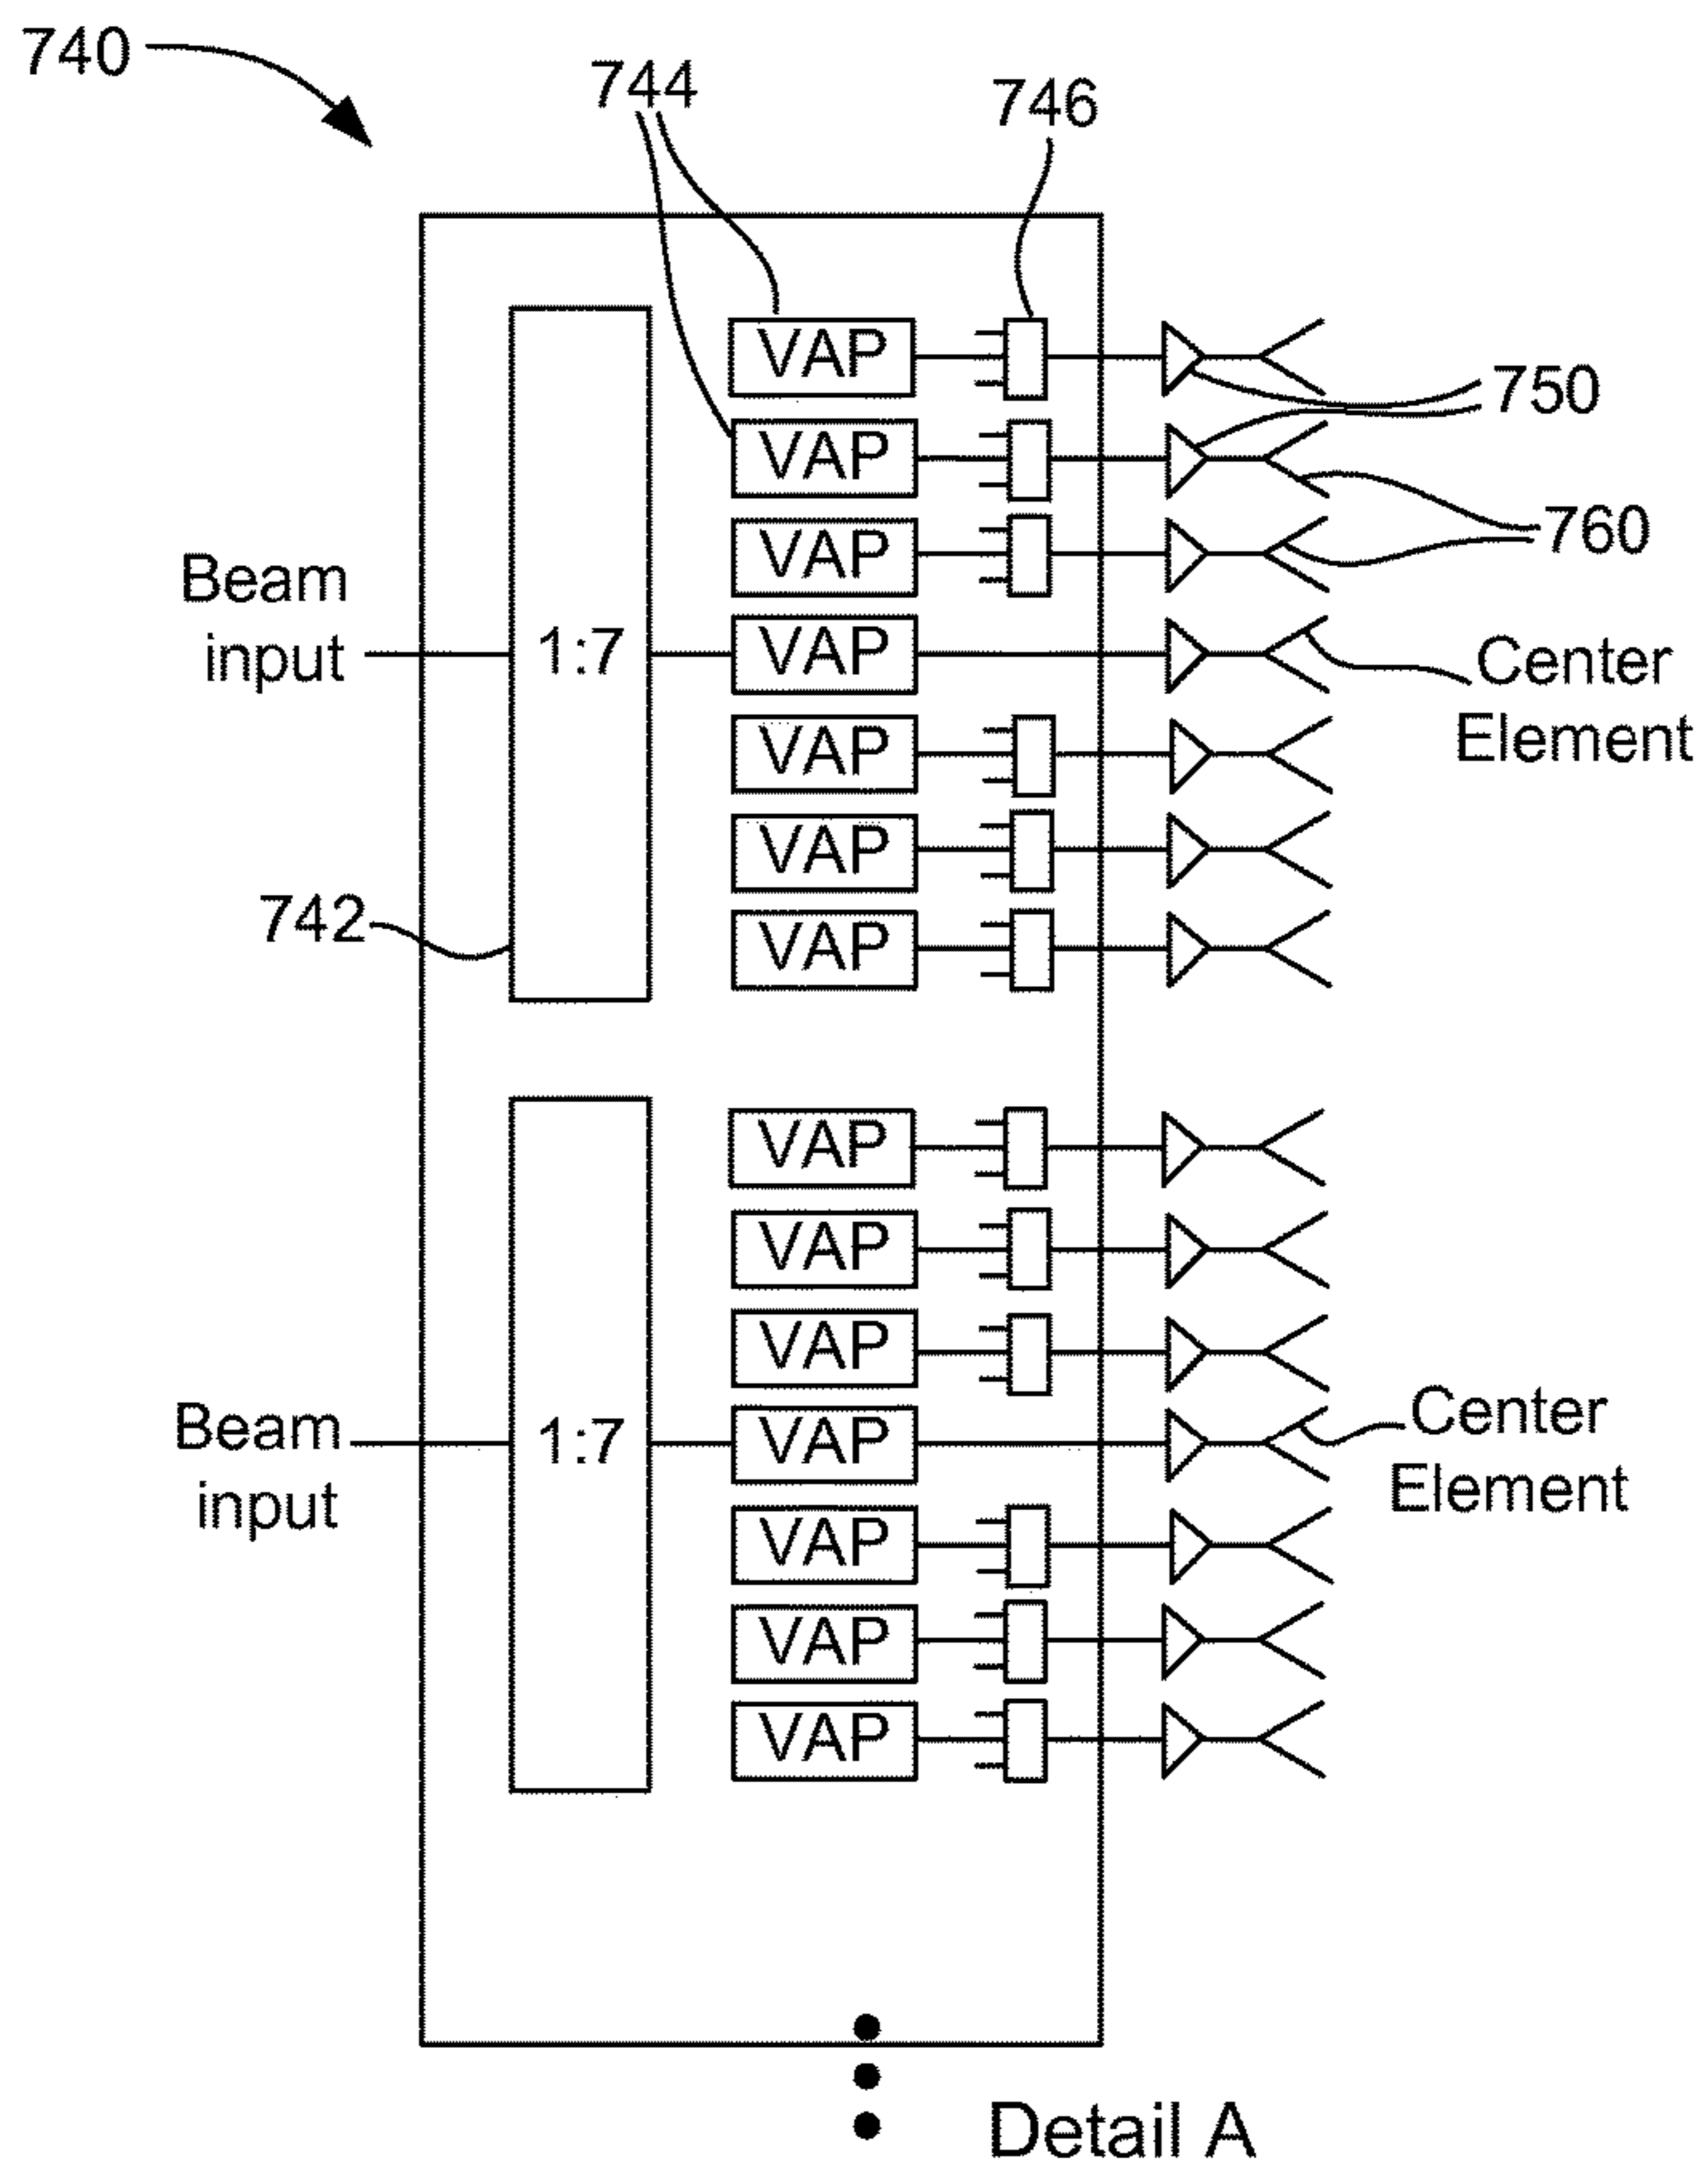 740
744
746
VAP
750
VAP
760
VAP
Beam
input
1:7
VAP
Center
Element
VAP
VAP
742
VAP
VAP
VAP
VAP
Beam
input
1:7
VAP
Center
Element
VAP
VAP
VAP
Detail A